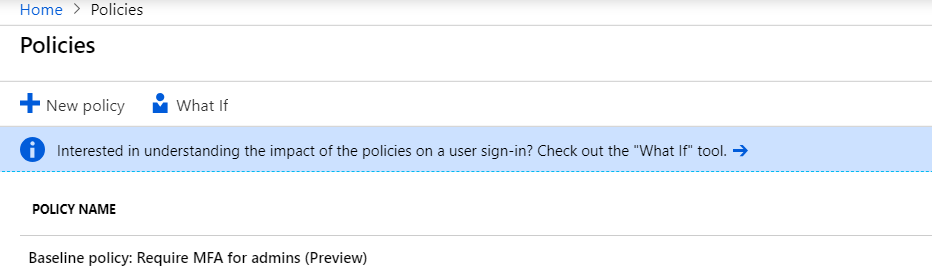 Home > Policies
Policies
New policy What If
Interested in understanding the impact of the policies on a user sign-in? Check out the "What If" tool. →
POLICY NAME
Baseline policy: Require MFA for admins (Preview)